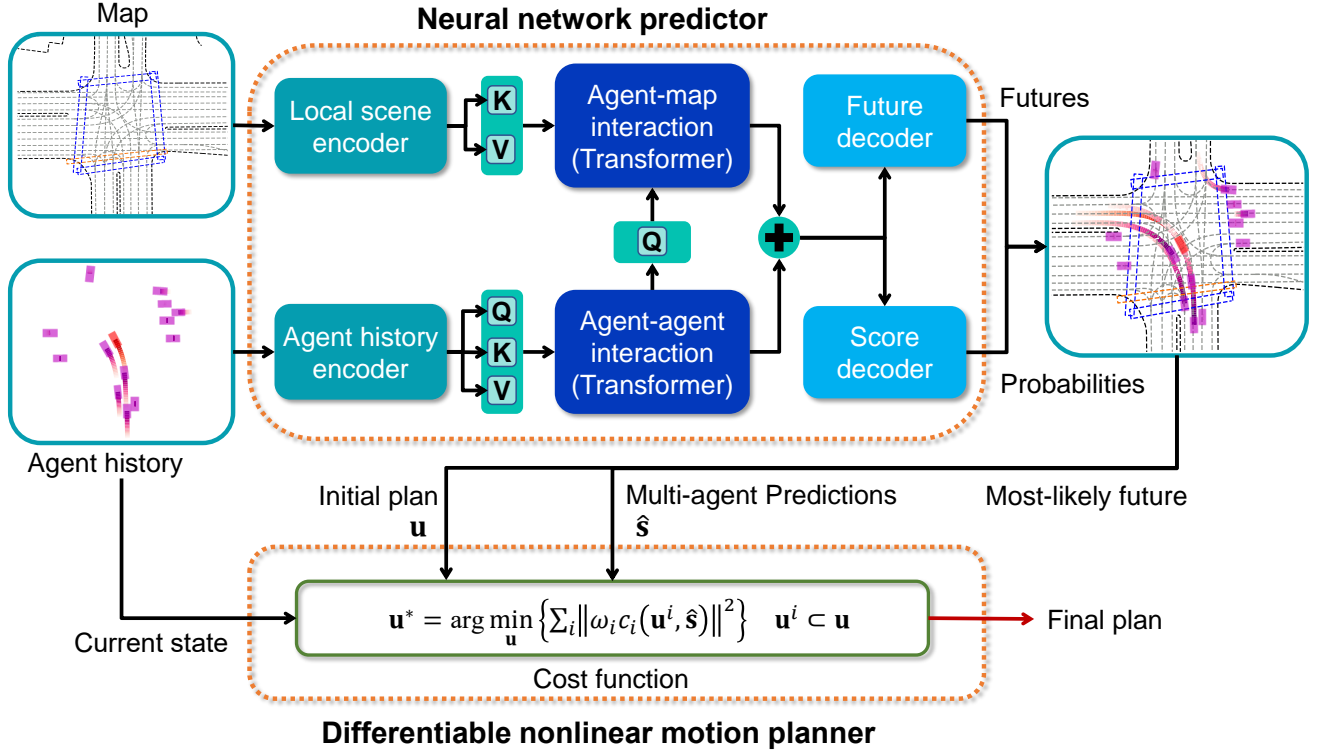 Map
Neural network predictor
Local scene
encoder
K
V
Agent-map
interaction
(Transformer)
Future
decoder
Futures
Q
Agent history
encoder
Q
K
V
Agent-agent
interaction
(Transformer)
Score
decoder
Probabilities
Agent history
Initial plan
u
Multi-agent Predictions
ŝ
Most-likely future
Current state
u* = arg min_u {∑_i‖ω_i c_i(u^i, ŝ)‖²} u^i ⊂ u
Final plan
Cost function
Differentiable nonlinear motion planner